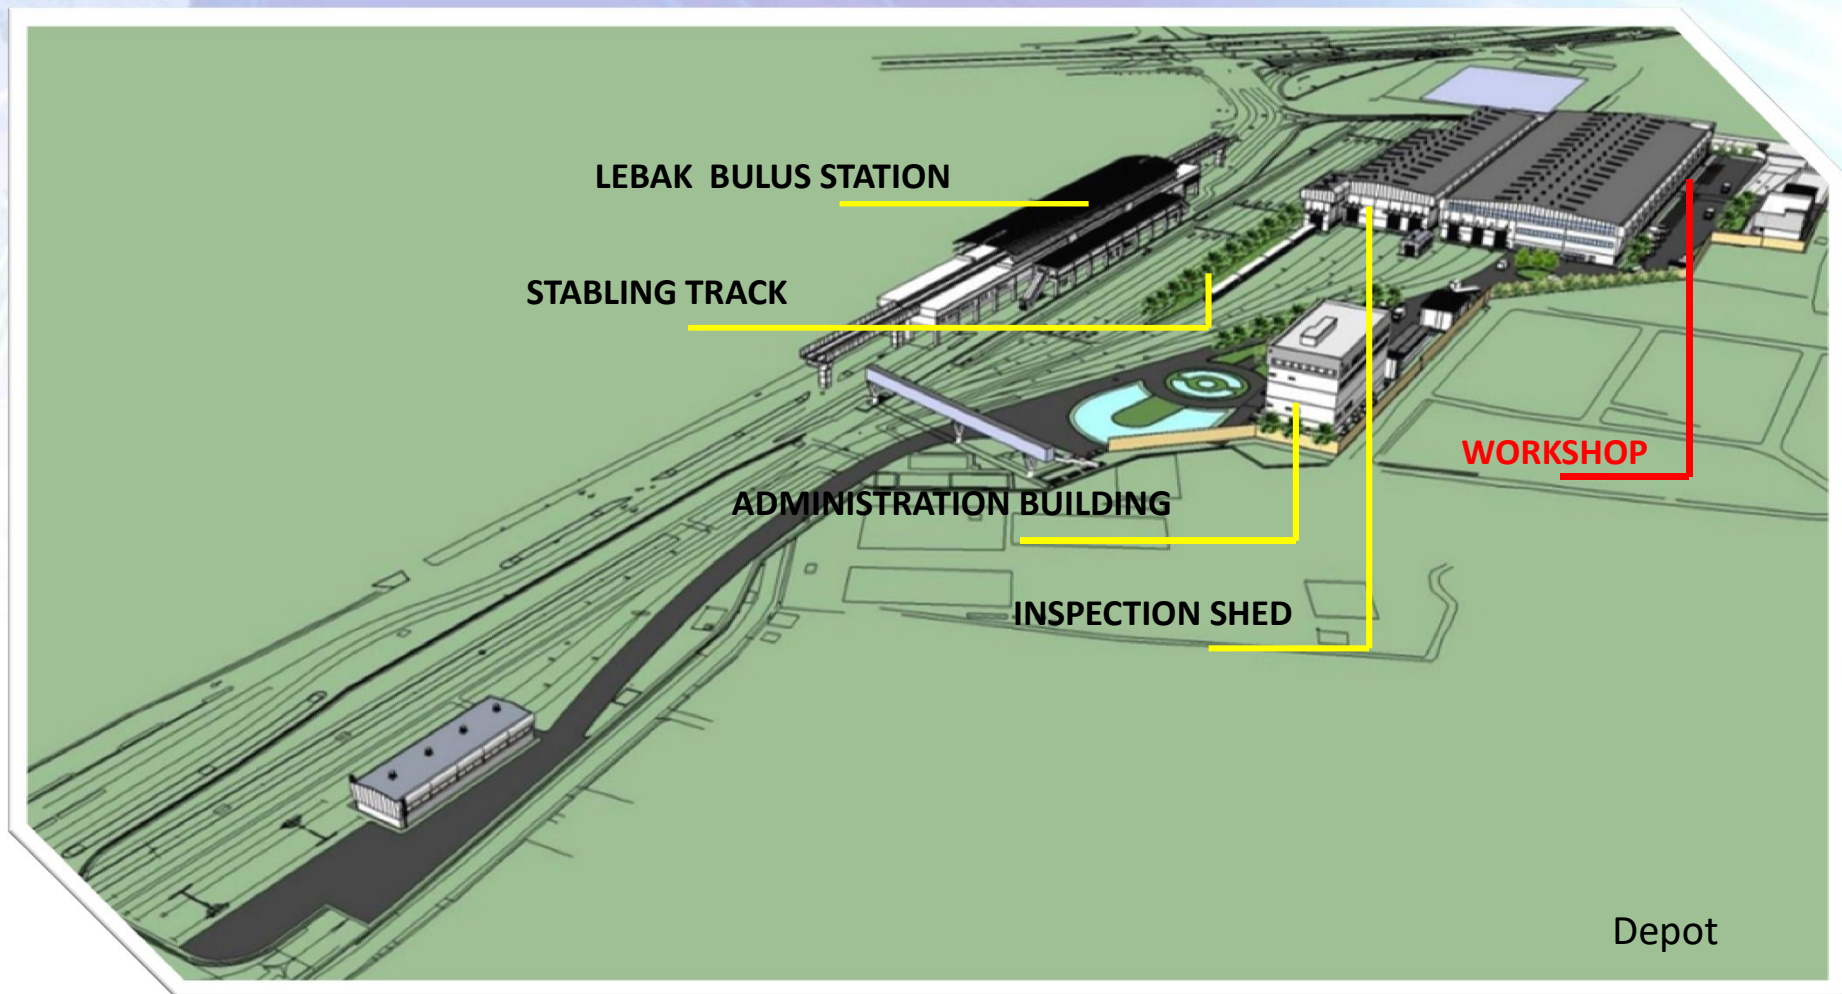 LEBAK  BULUS STATION
STABLING TRACK
WORKSHOP
ADMINISTRATION BUILDING
INSPECTION SHED
Depot